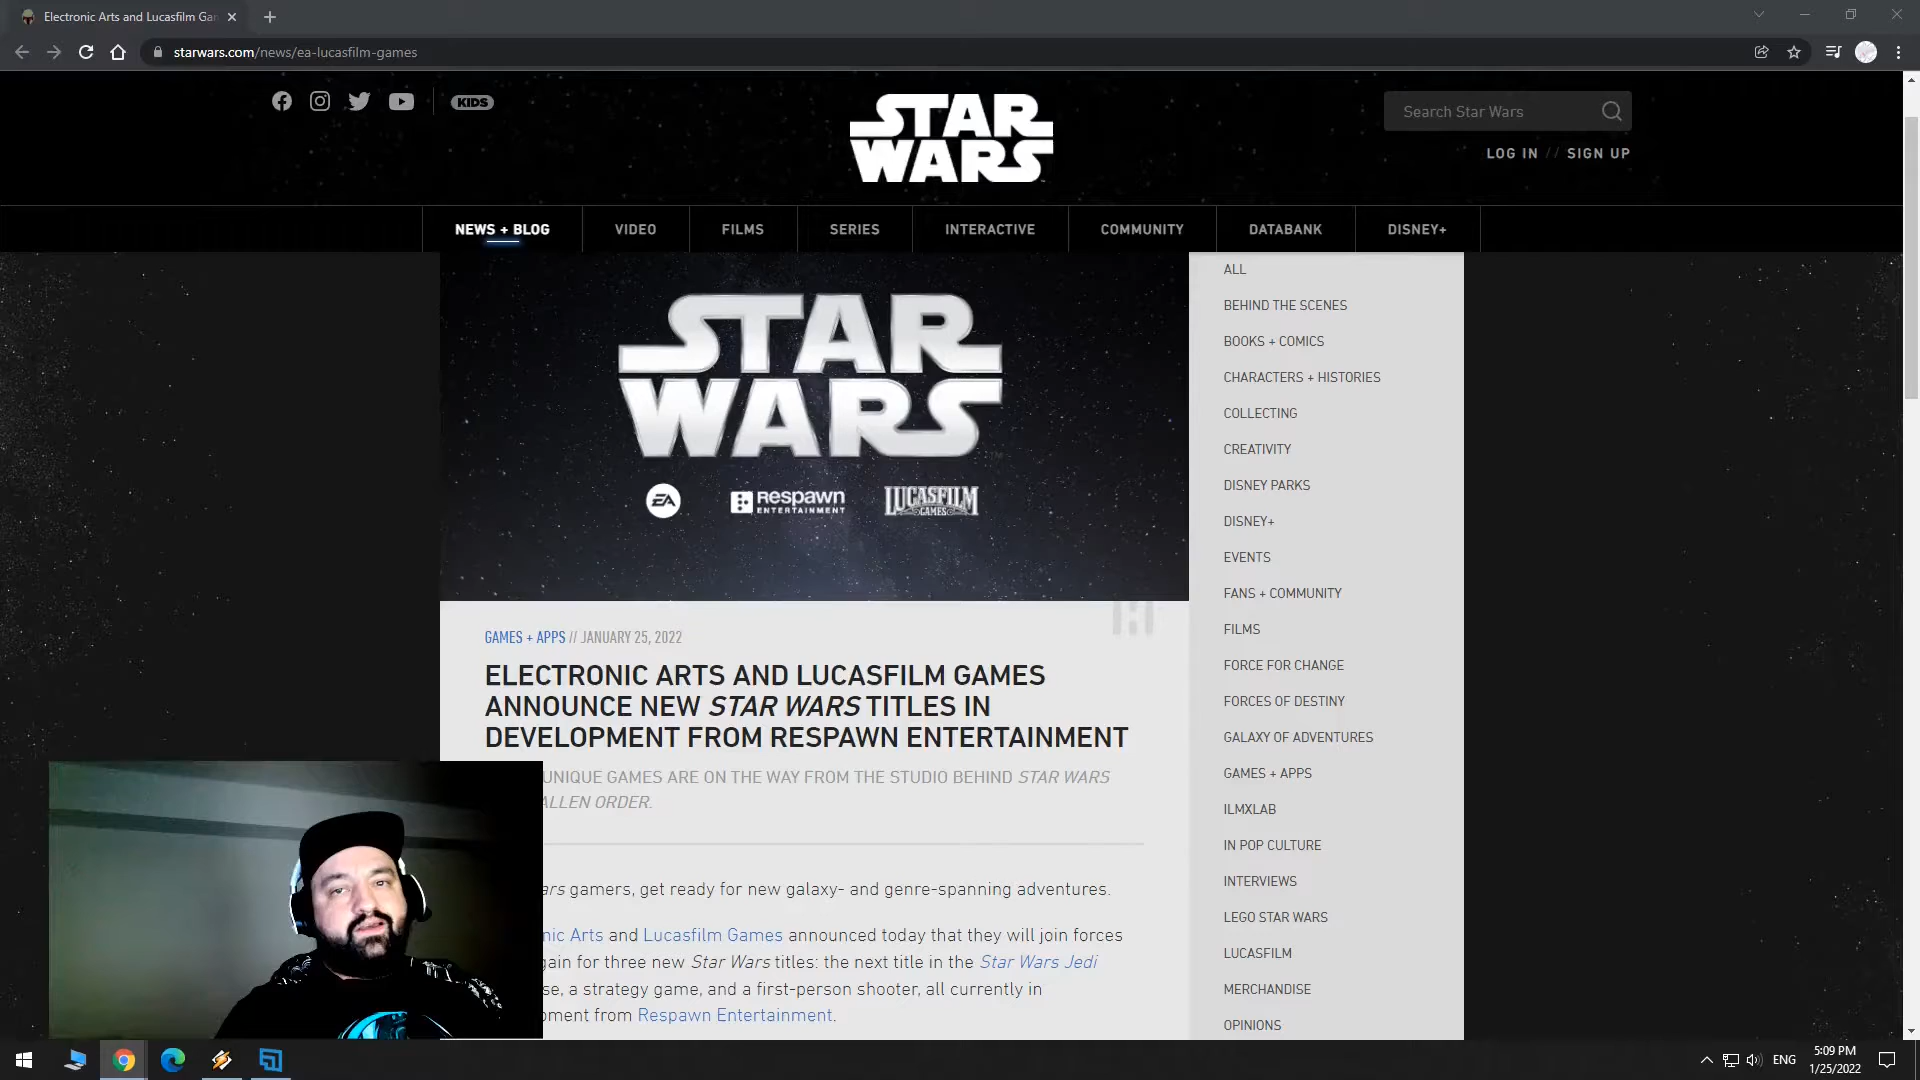 Electronic Arts and Lucasfilm Gar
starwars.com/news/ea-lucasfilm-games
KIDS
STAR WARS
Search Star Wars
LOG IN // SIGN UP
NEWS + BLOG
VIDEO
FILMS
SERIES
INTERACTIVE
COMMUNITY
DATABANK
DISNEY+
STAR
WARS
EA
Respawn
ENTERTAINMENT
LUCASFILM
GAMES
GAMES + APPS // JANUARY 25, 2022
ELECTRONIC ARTS AND LUCASFILM GAMES
ANNOUNCE NEW STAR WARS TITLES IN
DEVELOPMENT FROM RESPAWN ENTERTAINMENT
UNIQUE GAMES ARE ON THE WAY FROM THE STUDIO BEHIND STAR WARS
ALLEN ORDER.
ars gamers, get ready for new galaxy- and genre-spanning adventures.
nic Arts and Lucasfilm Games announced today that they will join forces
gain for three new Star Wars titles: the next title in the Star Wars Jedi
se, a strategy game, and a first-person shooter, all currently in
pment from Respawn Entertainment.
ALL
BEHIND THE SCENES
BOOKS + COMICS
CHARACTERS + HISTORIES
COLLECTING
CREATIVITY
DISNEY PARKS
DISNEY+
EVENTS
FANS + COMMUNITY
FILMS
FORCE FOR CHANGE
FORCES OF DESTINY
GALAXY OF ADVENTURES
GAMES + APPS
ILMXLAB
IN POP CULTURE
INTERVIEWS
LEGO STAR WARS
LUCASFILM
MERCHANDISE
OPINIONS
ENG
5:09 PM
1/25/2022